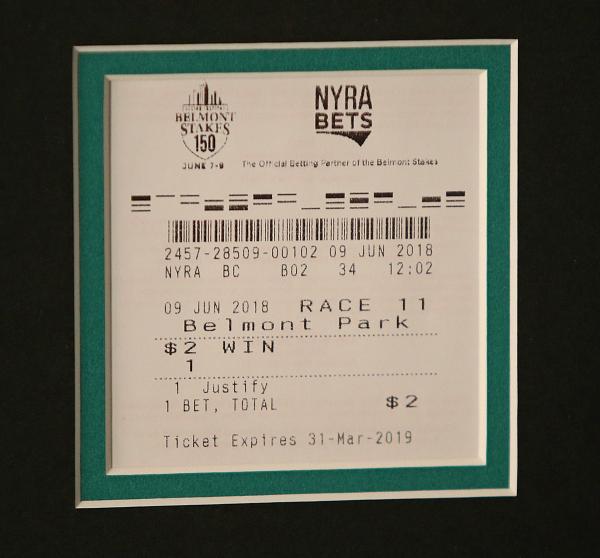 BELMONT
STAKES
150
JUNE 7-9
NYRA
BETS
The Official Betting Partner of the Belmont Stakes
2457-28509-00102 09 JUN 2018
NYRA BC B02 34 12:02
09 JUN 2018 RACE 11
Belmont Park
$2 WIN
1
1 Justify
1 BET, TOTAL $2
Ticket Expires 31-Mar-2019